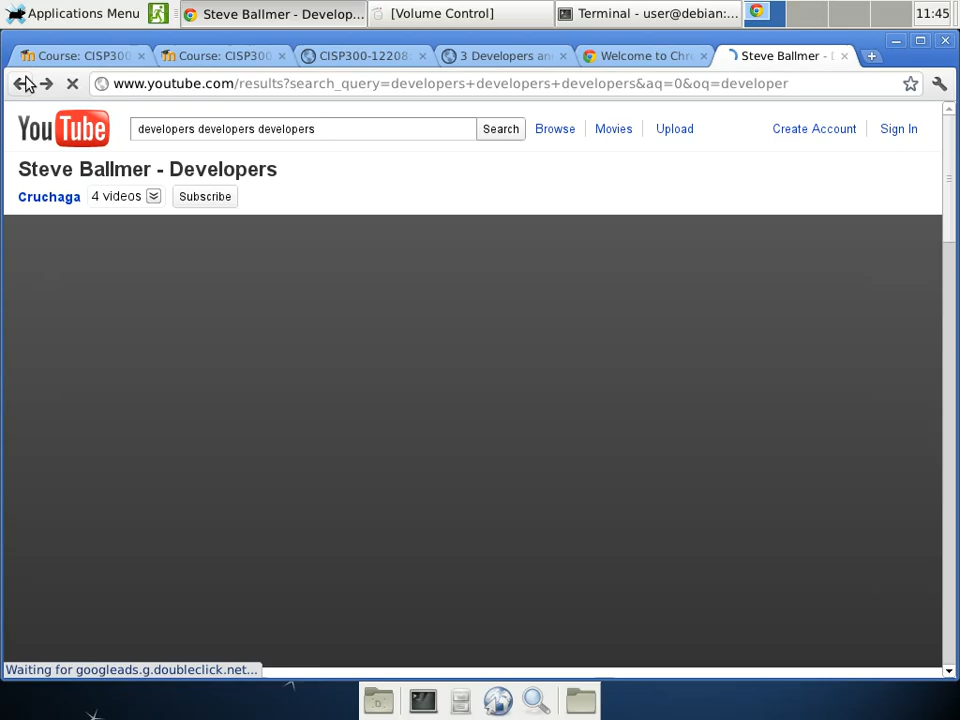 Applications Menu
Steve Ballmer - Develop...
[Volume Control]
Terminal - user@debian:...
11:45
Course: CISP300
Course: CISP300
CISP300-12208
3 Developers an
Welcome to Chr
Steve Ballmer -
www.youtube.com/results?search_query=developers+developers+developers&aq=0&oq=developer
YouTube
developers developers developers
Search
Browse
Movies
Upload
Create Account
Sign In
Steve Ballmer - Developers
Cruchaga
4 videos
Subscribe
Waiting for googleads.g.doubleclick.net...